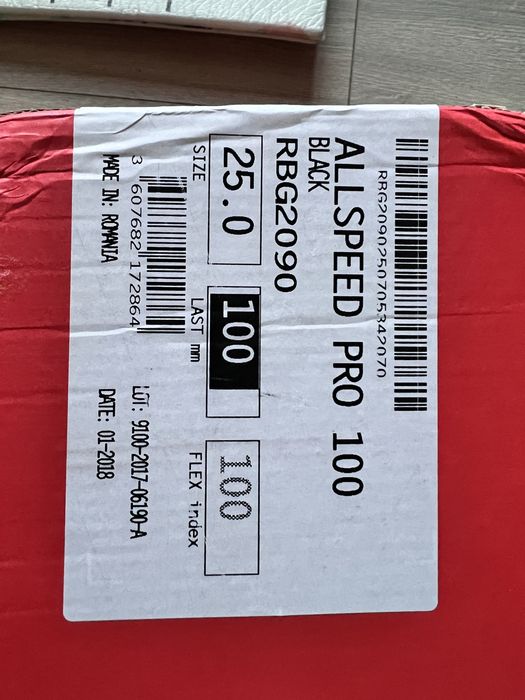 RBG2090250705342070
ALLSPEED PRO 100
BLACK
RBG2090
25.0
100
100
SIZE
LAST mm
FLEX index
3 607682 172864
LOT: 9100-2017-06190-A
MADE IN: ROMANIA
DATE: 01-2018